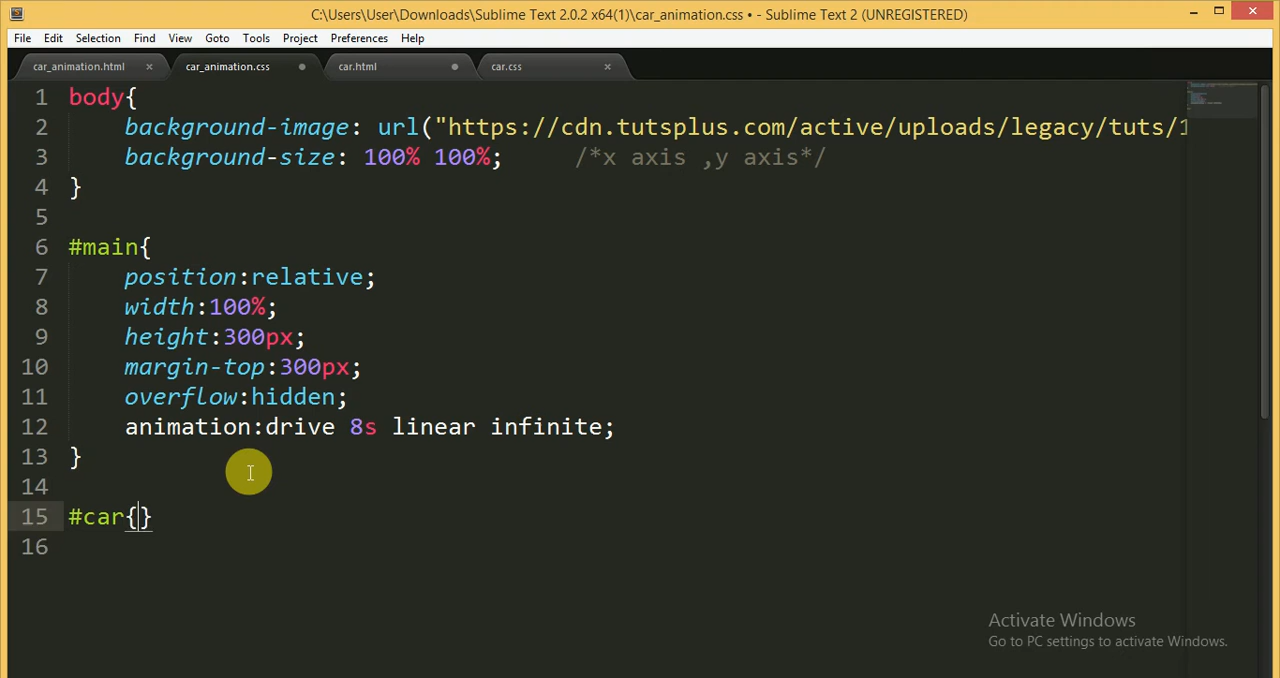 C:\Users\User\Downloads\Sublime Text 2.0.2 x64(1)\car_animation.css • - Sublime Text 2 (UNREGISTERED)
File Edit Selection Find View Goto Tools Project Preferences Help
car_animation.html × car_animation.css car.html car.css ×
1 body{
2 background-image: url("https://cdn.tutsplus.com/active/uploads/legacy/tuts/1
3 background-size: 100% 100%; /*x axis ,y axis*/
4 }
5
6 #main{
7 position:relative;
8 width:100%;
9 height:300px;
10 margin-top:300px;
11 overflow:hidden;
12 animation:drive 8s linear infinite;
13 }
14
15 #car{}
16
Activate Windows
Go to PC settings to activate Windows.